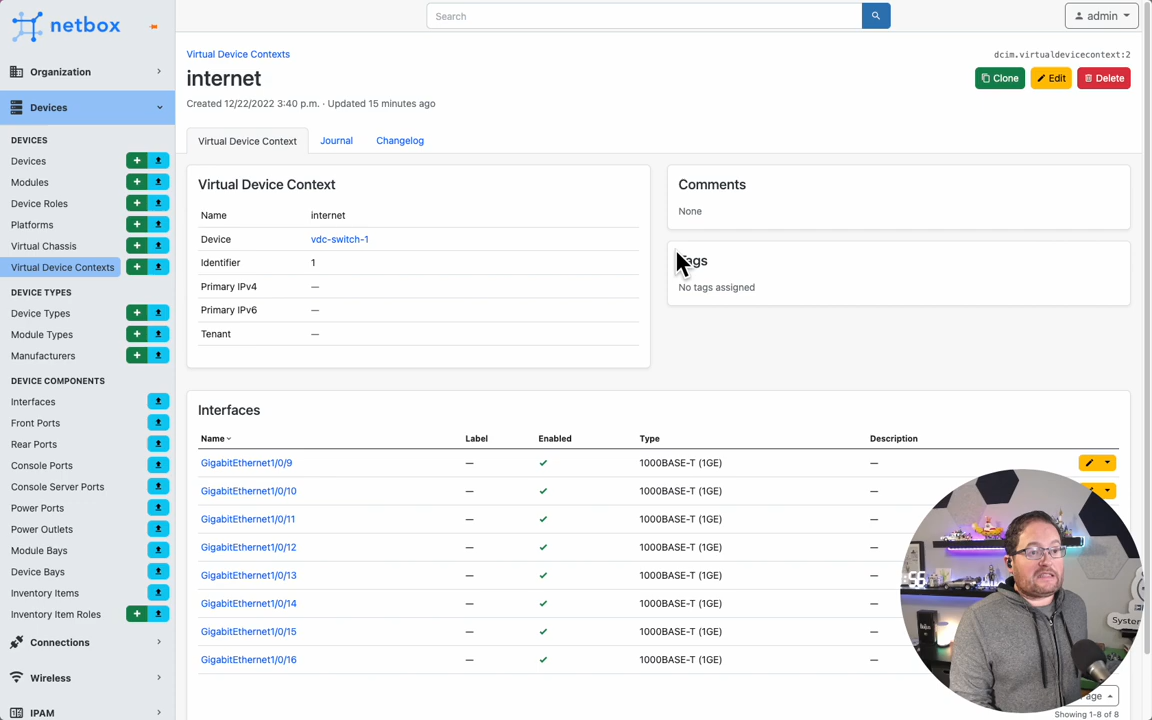 netbox
Search
admin
Organization
Devices
DEVICES
Devices
Modules
Device Roles
Platforms
Virtual Chassis
Virtual Device Contexts
DEVICE TYPES
Device Types
Module Types
Manufacturers
DEVICE COMPONENTS
Interfaces
Front Ports
Rear Ports
Console Ports
Console Server Ports
Power Ports
Power Outlets
Module Bays
Device Bays
Inventory Items
Inventory Item Roles
Connections
Wireless
IPAM
Virtual Device Contexts
dcim.virtualdevicecontext:2
internet
Clone Edit Delete
Created 12/22/2022 3:40 p.m. · Updated 15 minutes ago
Virtual Device Context Journal Changelog
Virtual Device Context
Name internet
Device vdc-switch-1
Identifier 1
Primary IPv4 —
Primary IPv6 —
Tenant —
Comments
None
No tags assigned
Interfaces
Name Label Enabled Type Description
GigabitEthernet1/0/9 — 1000BASE-T (1GE) —
GigabitEthernet1/0/10 — 1000BASE-T (1GE) —
GigabitEthernet1/0/11 — 1000BASE-T (1GE) —
GigabitEthernet1/0/12 — 1000BASE-T (1GE) —
GigabitEthernet1/0/13 — 1000BASE-T (1GE) —
GigabitEthernet1/0/14 — 1000BASE-T (1GE) —
GigabitEthernet1/0/15 — 1000BASE-T (1GE) —
GigabitEthernet1/0/16 — 1000BASE-T (1GE) —
Showing 1-8 of 8